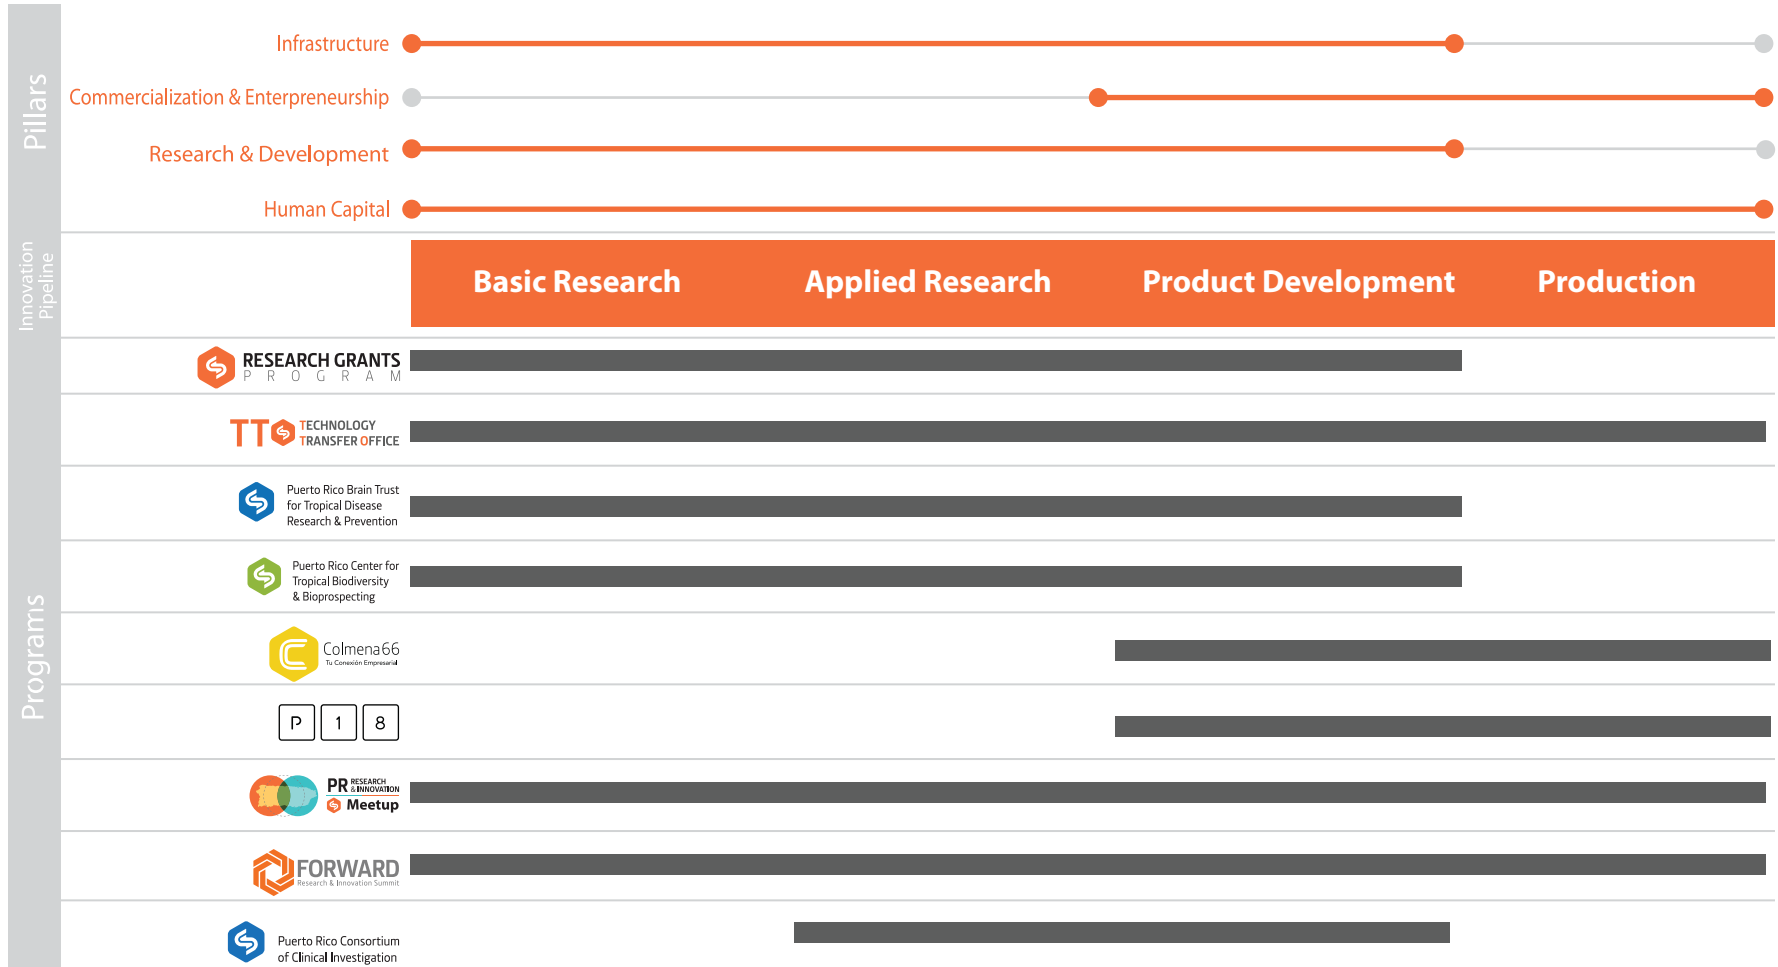 Pillars
Infrastructure
Commercialization & Enterpreneurship
Research & Development
Human Capital
Innovation
Pipeline
Basic Research
Applied Research
Product Development
Production
Programs
RESEARCH GRANTS
PROGRAM
TT
TECHNOLOGY
TRANSFER OFFICE
Puerto Rico Brain Trust
for Tropical Disease
Research & Prevention
Puerto Rico Center for
Tropical Biodiversity
& Bioprospecting
Colmena66
Tu Conexión Empresarial
P 1 8
PR RESEARCH
& INNOVATION
Meetup
FORWARD
Research & Innovation Summit
Puerto Rico Consortium
of Clinical Investigation